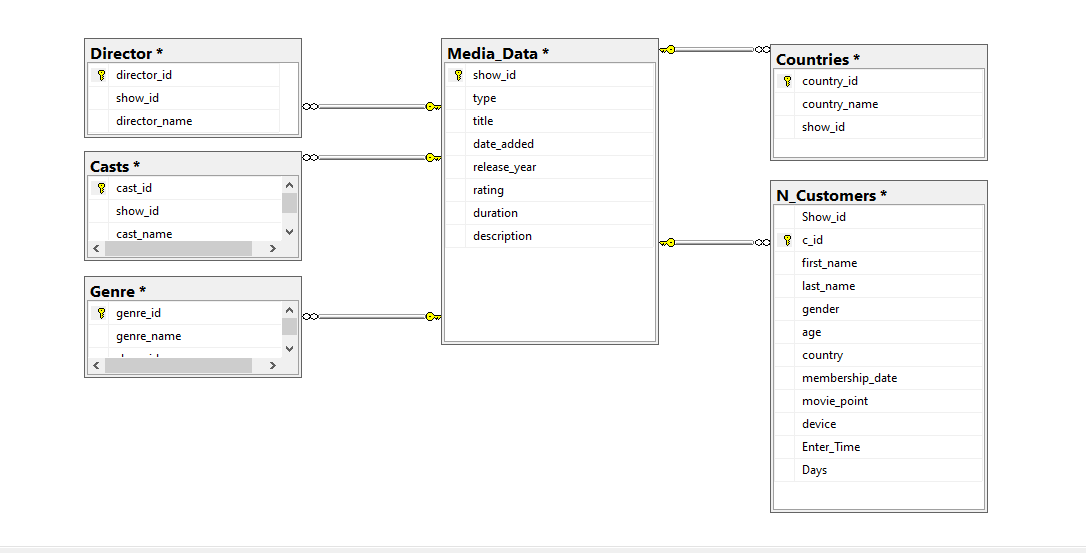 Director *
director_id
show_id
director_name
Casts *
cast_id
show_id
cast_name
Genre *
genre_id
genre_name
Media_Data *
show_id
type
title
date_added
release_year
rating
duration
description
Countries *
country_id
country_name
show_id
N_Customers *
Show_id
c_id
first_name
last_name
gender
age
country
membership_date
movie_point
device
Enter_Time
Days